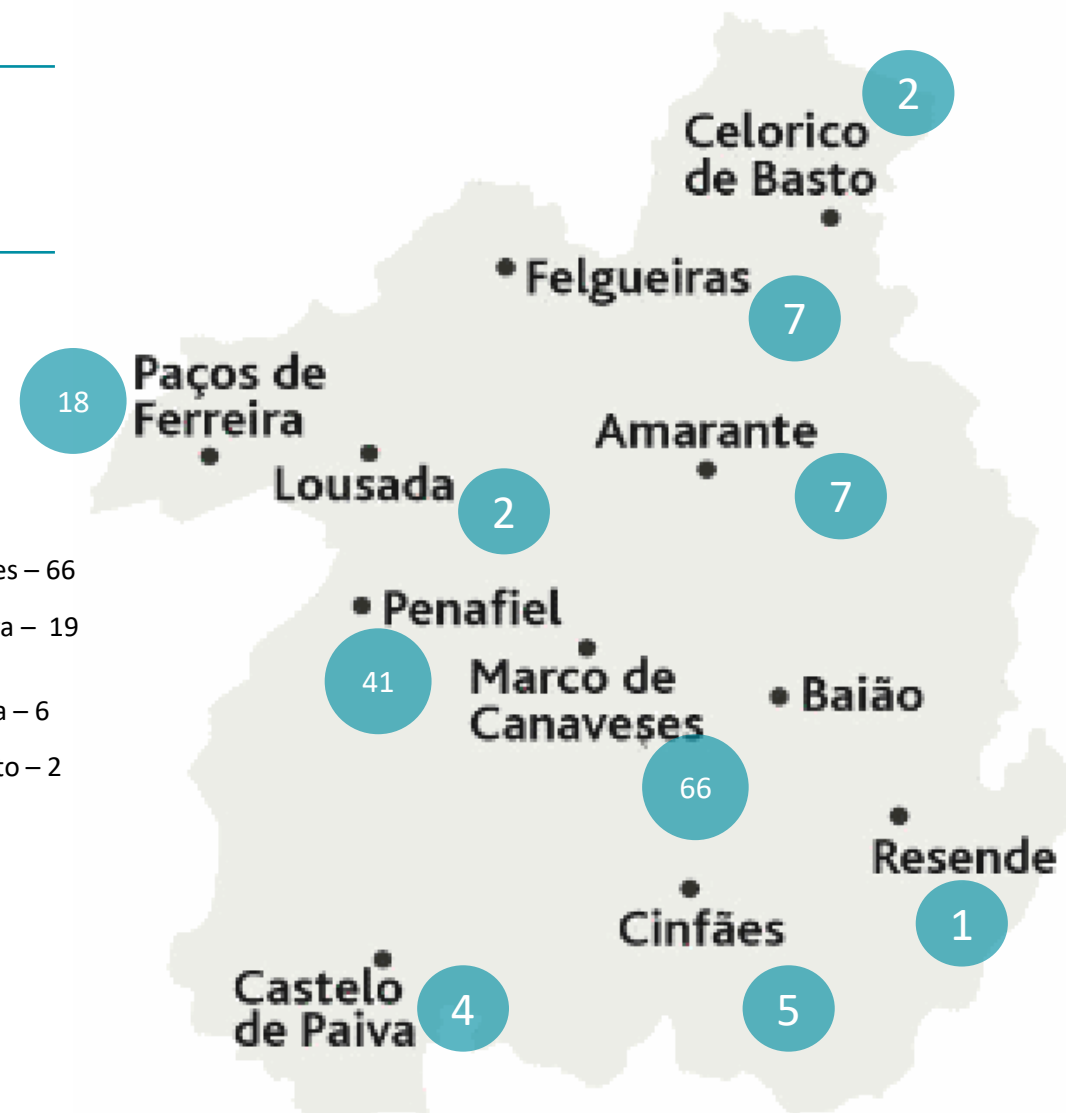 2
Celorico
de Basto
Felgueiras
7
18
Paços de
Ferreira
Amarante
Lousada
2
7
es – 66
a – 19
a – 6
to – 2
Penafiel
41
Marco de
Canaveses
Baião
66
Resende
1
Cinfães
Castelo
de Paiva
4
5